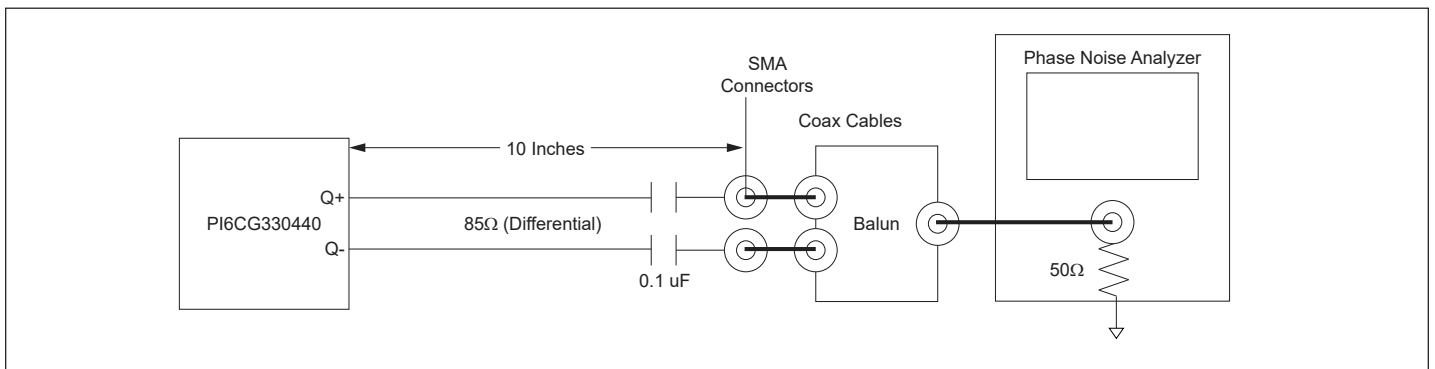 Phase Noise Analyzer
SMA
Connectors
Coax Cables
10 Inches
Q+
PI6CG330440
85Ω (Differential)
Balun
Q-
0.1 uF
50Ω